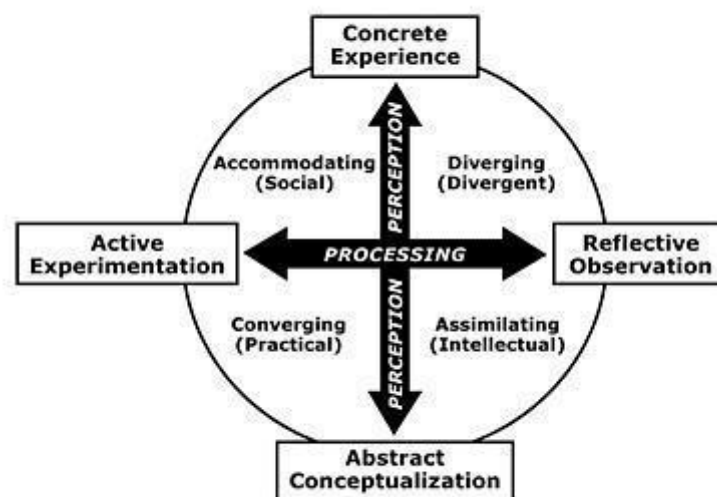 Concrete
Experience
PERCEPTION
Accommodating
(Social)
Diverging
(Divergent)
Active
Experimentation
PROCESSING
Reflective
Observation
Converging
(Practical)
PERCEPTION
Assimilating
(Intellectual)
Abstract
Conceptualization